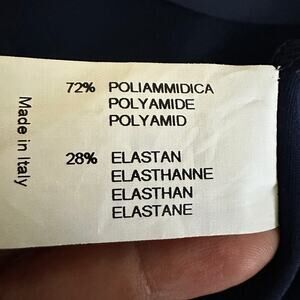 72% POLIAMMIDICA
POLYAMIDE
POLYAMID
28% ELASTAN
ELASTHANNE
ELASTHAN
ELASTANE
Made in Italy